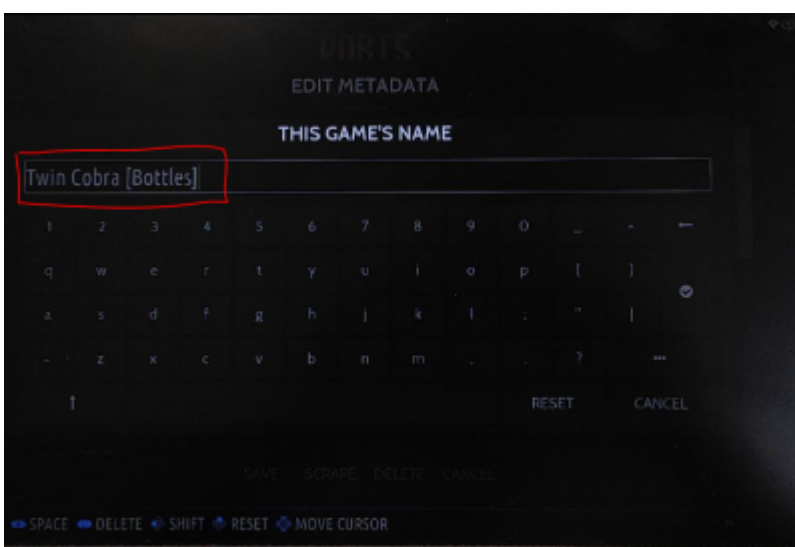 PORTS
EDIT METADATA
THIS GAME'S NAME
Twin Cobra [Bottles]
1 2 3 4 5 6 7 8 9 0 _
q w e r t y u i o p [ ]
a s d f g h j k l : " |
- z x c v b n m . ?
RESET CANCEL
SAVE SCRAPE DELETE CANCEL
SPACE DELETE SHIFT RESET MOVE CURSOR